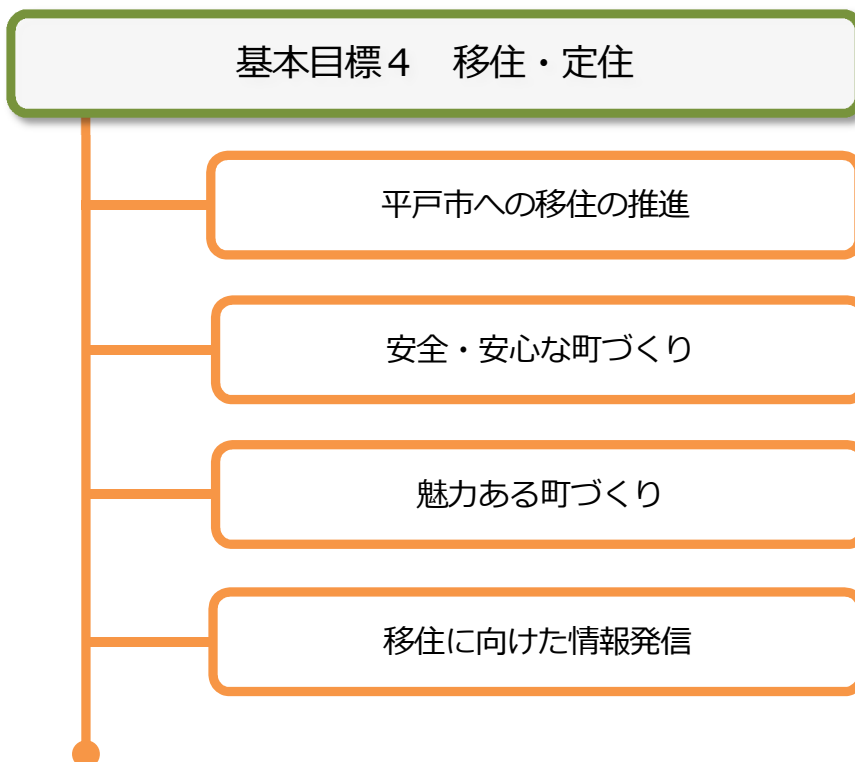 基本目標４　移住・定住
平戸市への移住の推進
安全・安心な町づくり
魅力ある町づくり
移住に向けた情報発信